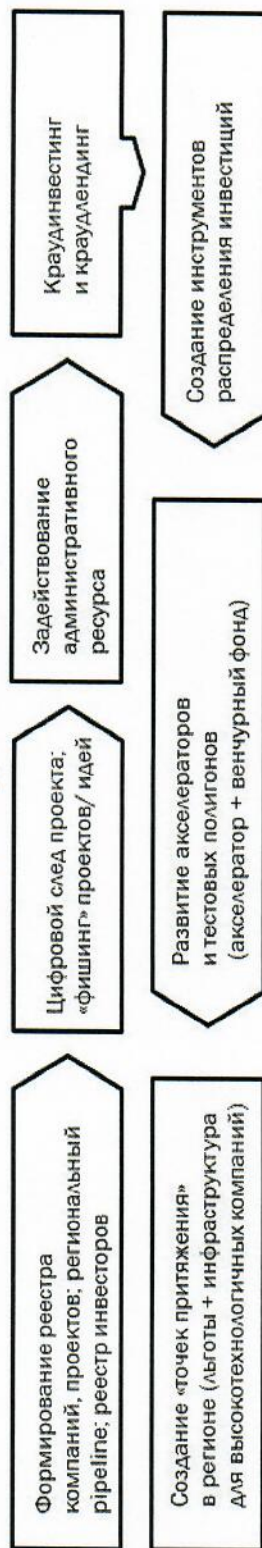 Формирование реестра
компаний, проектов; региональный
pipeline; реестр инвесторов
Цифровой след проекта;
«фишинг» проектов/ идей
Задействование
административного
ресурса
Краудинвестинг
и краудлендинг
Создание инструментов
распределения инвестиций
Развитие акселераторов
и тестовых полигонов
(акселератор + венчурный фонд)
Создание «точек притяжения»
в регионе (льготы + инфраструктура
для высокотехнологичных компаний)